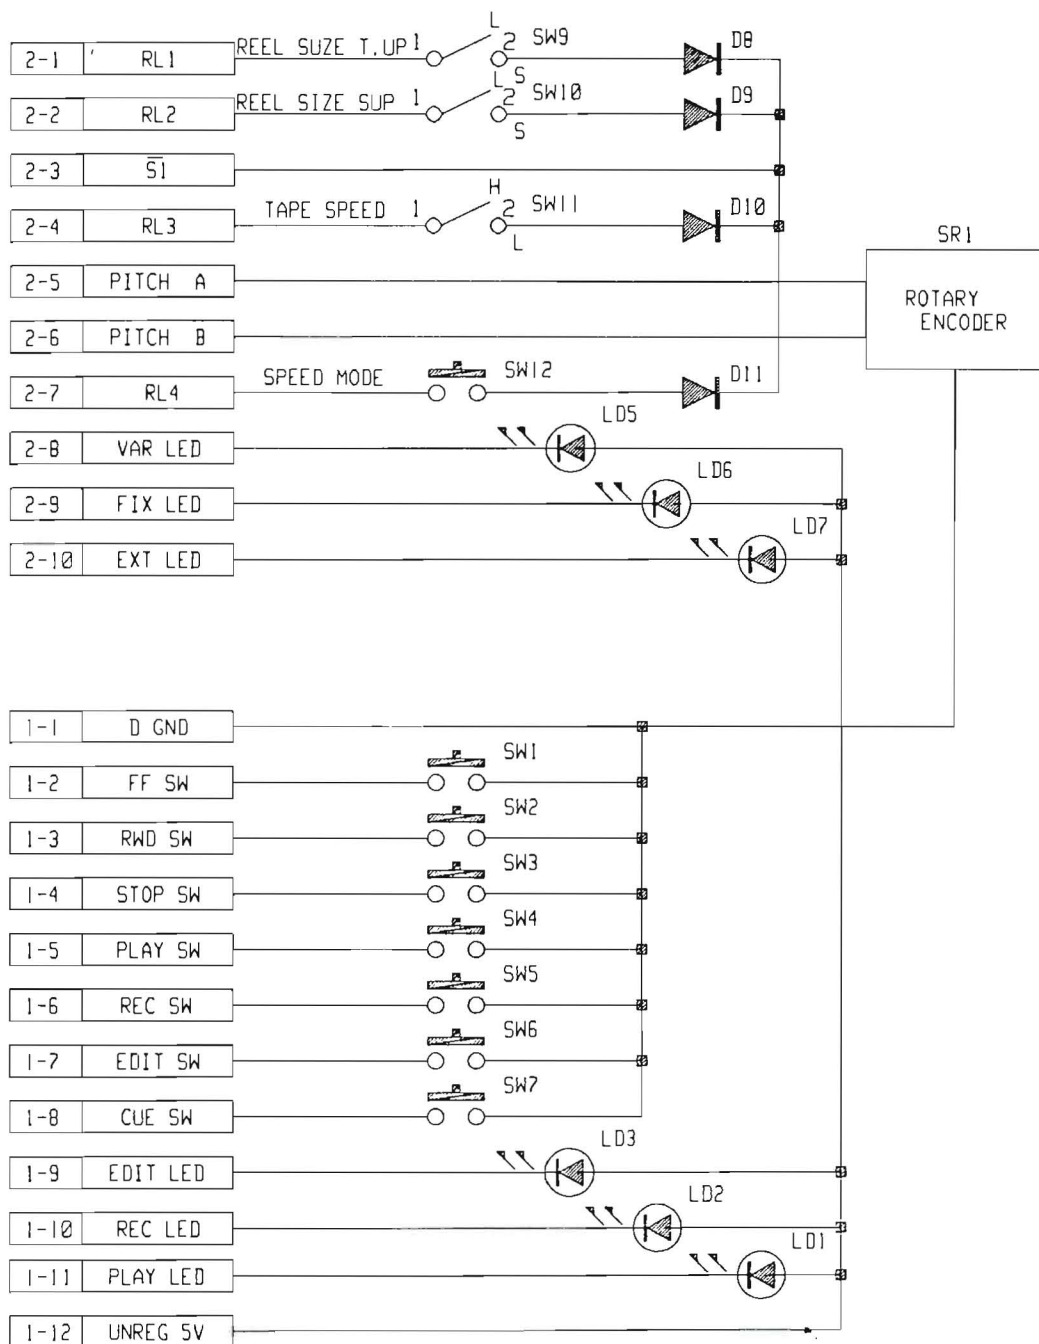 L
2-1 RL1 REEL SUZE T.UP 1 2 SW9 D8
L S
2-2 RL2 REEL SIZE SUP 1 2 SW10 D9
S
2-3 S̅1̅
H
2-4 RL3 TAPE SPEED 1 2 SW11 D10
L
SR1
2-5 PITCH A
ROTARY
ENCODER
2-6 PITCH B
2-7 RL4 SPEED MODE SW12 D11
LD5
2-8 VAR LED
LD6
2-9 FIX LED
LD7
2-10 EXT LED
1-1 D GND
SW1
1-2 FF SW
SW2
1-3 RWD SW
SW3
1-4 STOP SW
SW4
1-5 PLAY SW
SW5
1-6 REC SW
SW6
1-7 EDIT SW
SW7
1-8 CUE SW
LD3
1-9 EDIT LED
LD2
1-10 REC LED
LD1
1-11 PLAY LED
1-12 UNREG 5V